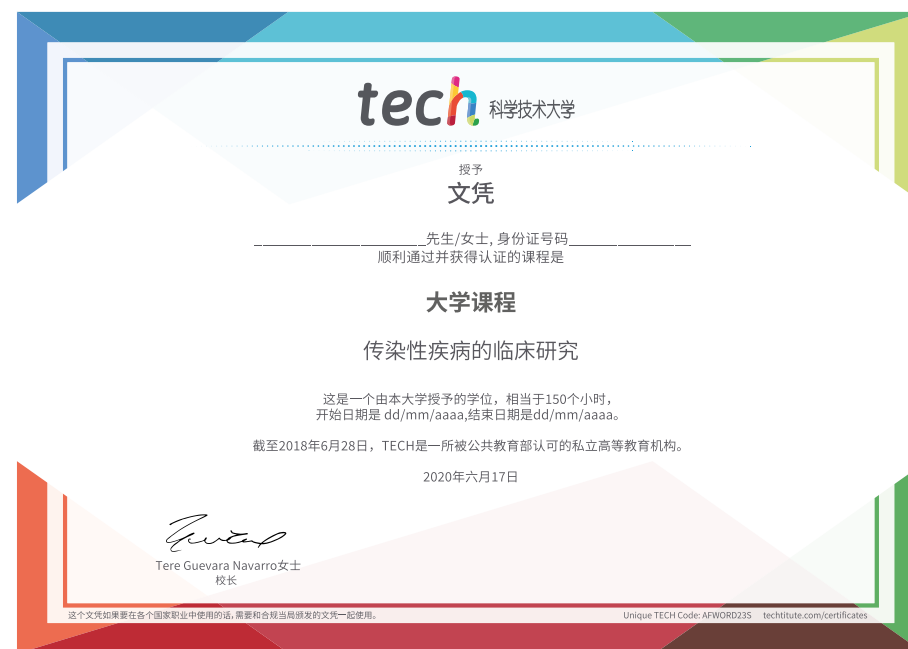 tech 科学技术大学
授予
文凭
______________________先生/女士, 身份证号码________________
顺利通过并获得认证的课程是
大学课程
传染性疾病的临床研究
这是一个由本大学授予的学位，相当于150个小时，
开始日期是 dd/mm/aaaa,结束日期是dd/mm/aaaa。
截至2018年6月28日，TECH是一所被公共教育部认可的私立高等教育机构。
2020年六月17日
Tere Guevara Navarro女士
校长
这个文凭如果要在各个国家职业中使用的话,需要和合规当局颁发的文凭一起使用。
Unique TECH Code: AFWORD23S techtitute.com/certificates